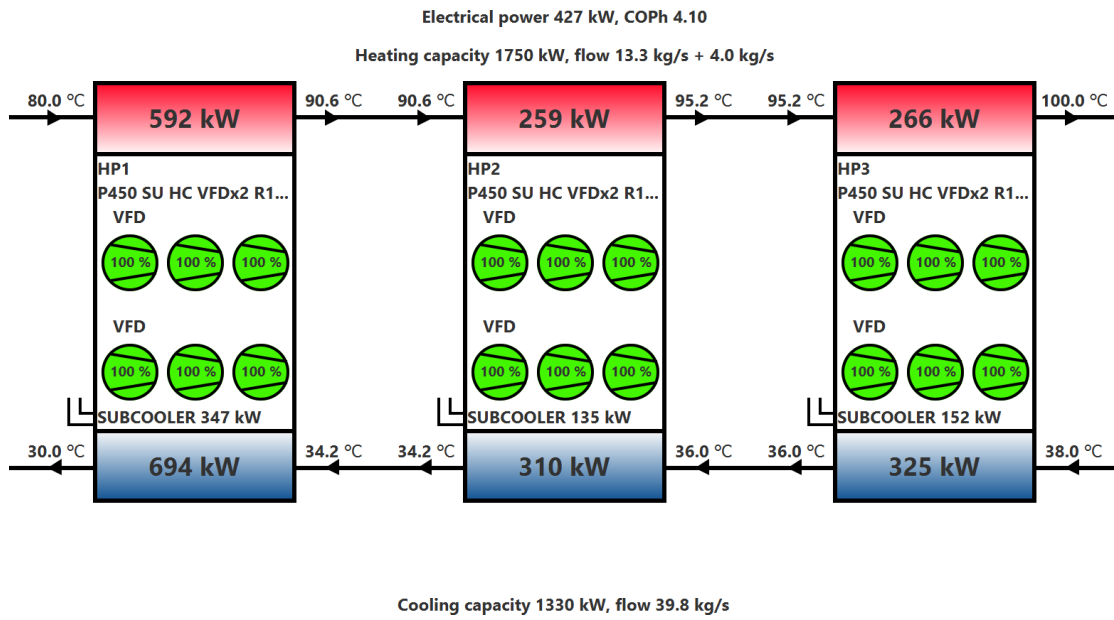 Electrical power 427 kW, COPh 4.10
Heating capacity 1750 kW, flow 13.3 kg/s + 4.0 kg/s
80.0 °C 592 kW 90.6 °C 90.6 °C 259 kW 95.2 °C 95.2 °C 266 kW 100.0 °C
HP1 HP2 HP3
P450 SU HC VFDx2 R1... P450 SU HC VFDx2 R1... P450 SU HC VFDx2 R1...
VFD VFD VFD
100 % 100 % 100 % 100 % 100 % 100 % 100 % 100 % 100 %
VFD VFD VFD
100 % 100 % 100 % 100 % 100 % 100 % 100 % 100 % 100 %
SUBCOOLER 347 kW SUBCOOLER 135 kW SUBCOOLER 152 kW
30.0 °C 694 kW 34.2 °C 34.2 °C 310 kW 36.0 °C 36.0 °C 325 kW 38.0 °C
Cooling capacity 1330 kW, flow 39.8 kg/s